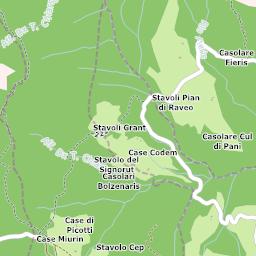 Casolare
Fieris
Stavoli Pian
di Raveo
Stavoli Grant
Casolare Cul
di Pani
Case Codem
Stavolo del
Signorut
Casolari
Bolzenaris
Case di
Picotti
Case Miurin
Stavolo Cep